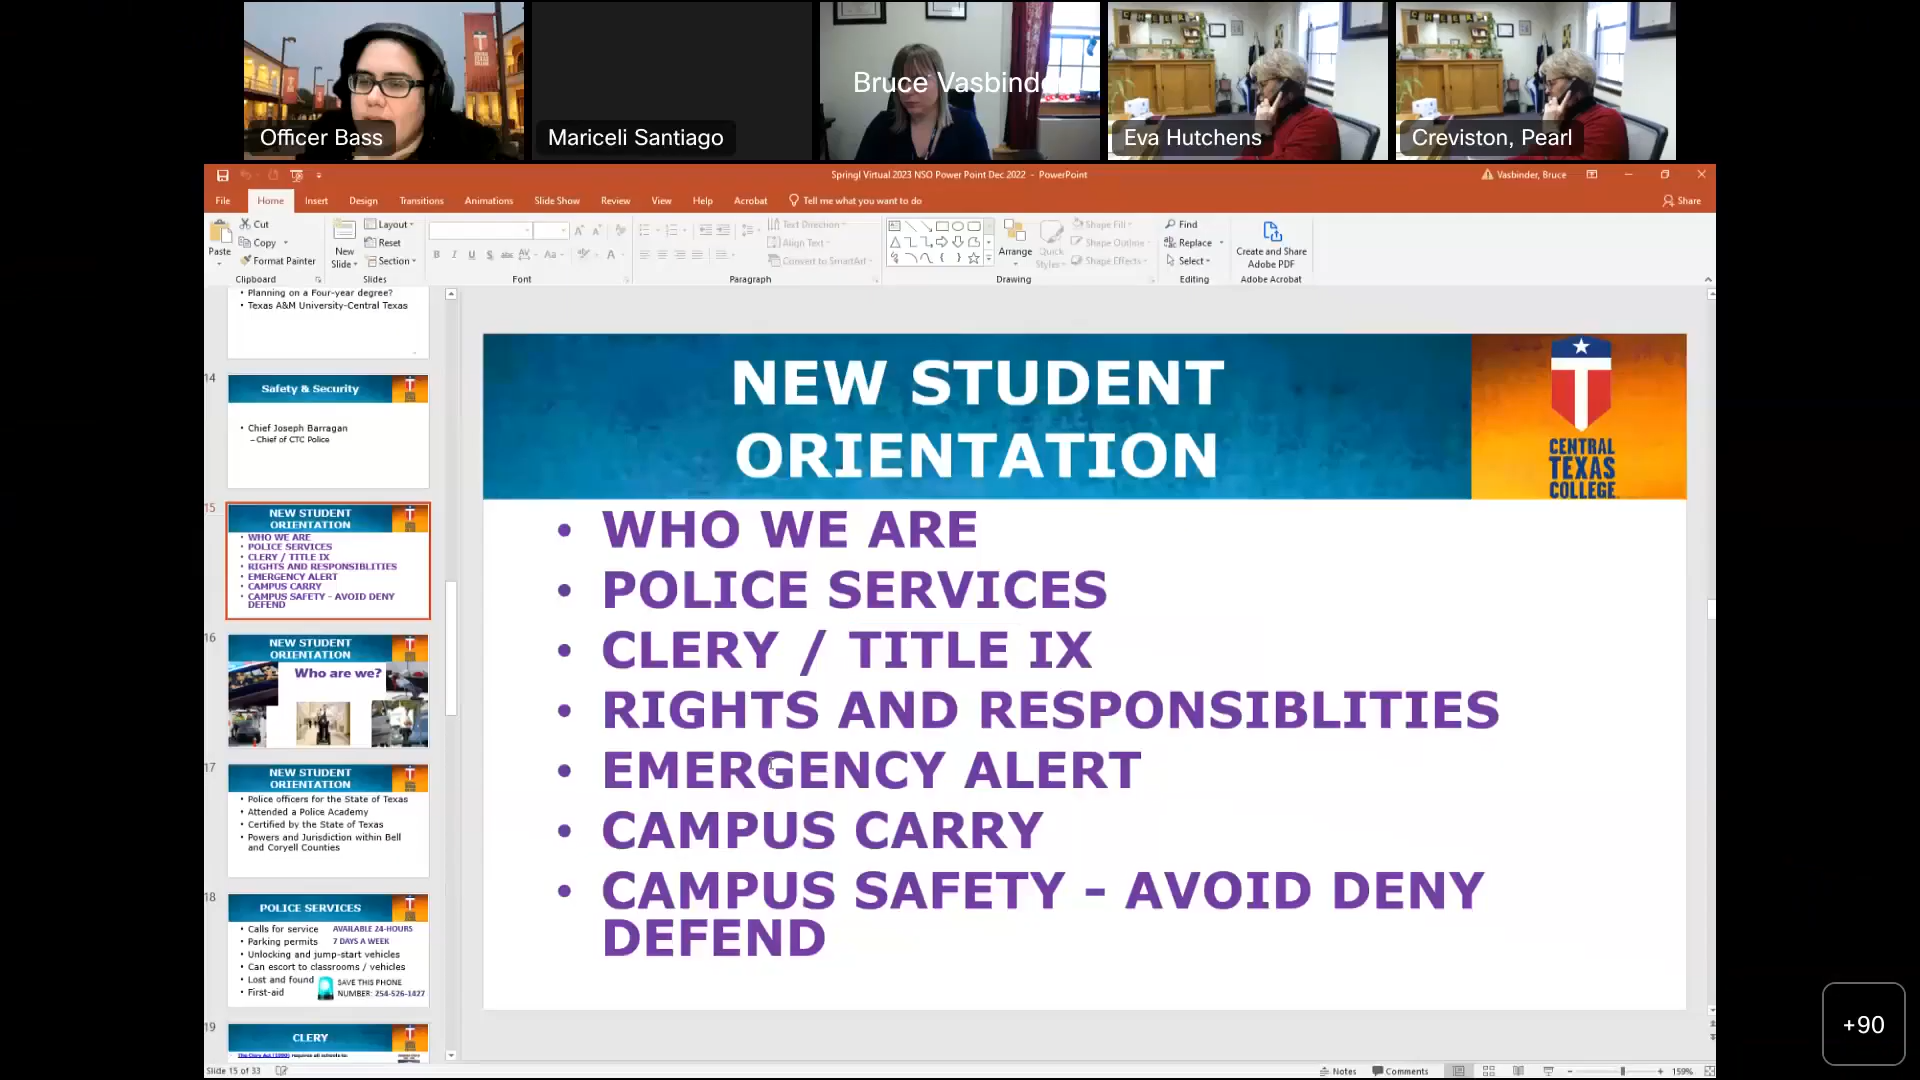 Officer Bass
Mariceli Santiago
Bruce Vasbinde
Eva Hutchens
Creviston, Pearl
Springl Virtual 2023 NSO Power Point Dec 2022 - PowerPoint
Vasbinder, Bruce
File Home Insert Design Transitions Animations Slide Show Review View Help Acrobat Tell me what you want to do
Share
Paste
Cut
Copy
Format Painter
Clipboard
New
Slide
Layout
Reset
Section
Slides
Font
Text Direction
Align Text
Convert to SmartArt
Paragraph
Arrange
Quick
Styles
Shape Fill
Shape Outline
Shape Effects
Drawing
Find
Replace
Select
Editing
Create and Share
Adobe PDF
Adobe Acrobat
• Planning on a Four-year degree?
• Texas A&M University-Central Texas
14
Safety & Security
• Chief Joseph Barragan
– Chief of CTC Police
15
NEW STUDENT
ORIENTATION
• WHO WE ARE
• POLICE SERVICES
• CLERY / TITLE IX
• RIGHTS AND RESPONSIBLITIES
• EMERGENCY ALERT
• CAMPUS CARRY
• CAMPUS SAFETY - AVOID DENY
DEFEND
16
NEW STUDENT
ORIENTATION
Who are we?
17
NEW STUDENT
ORIENTATION
• Police officers for the State of Texas
• Attended a Police Academy
• Certified by the State of Texas
• Powers and Jurisdiction within Bell
and Coryell Counties
18
POLICE SERVICES
• Calls for service AVAILABLE 24-HOURS
• Parking permits 7 DAYS A WEEK
• Unlocking and jump-start vehicles
• Can escort to classrooms / vehicles
• Lost and found SAVE THIS PHONE
• First-aid NUMBER: 254-526-1427
19
CLERY
The Clery Act (1990) requires all schools to:
NEW STUDENT
ORIENTATION
CENTRAL
TEXAS
COLLEGE
• WHO WE ARE
• POLICE SERVICES
• CLERY / TITLE IX
• RIGHTS AND RESPONSIBLITIES
• EMERGENCY ALERT
• CAMPUS CARRY
• CAMPUS SAFETY - AVOID DENY
DEFEND
Slide 15 of 33
Notes
Comments
159%
+90